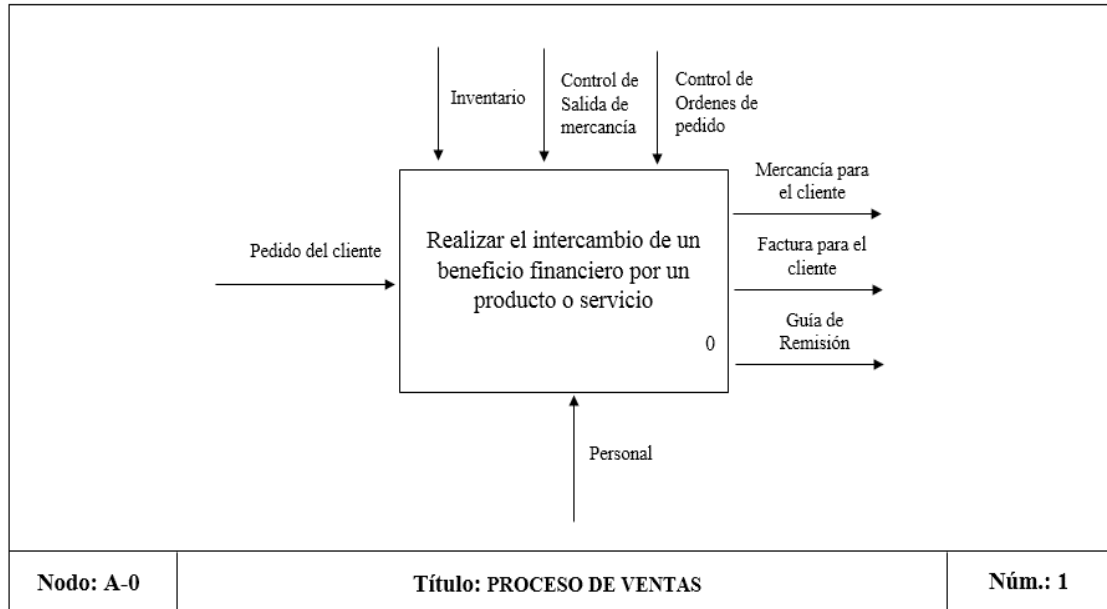 Inventario
Control de
Salida de
mercancía
Control de
Ordenes de
pedido
Mercancía para
el cliente
Pedido del cliente
Realizar el intercambio de un
beneficio financiero por un
producto o servicio
0
Factura para el
cliente
Guía de
Remisión
Personal
Nodo: A-0
Título: PROCESO DE VENTAS
Núm.: 1